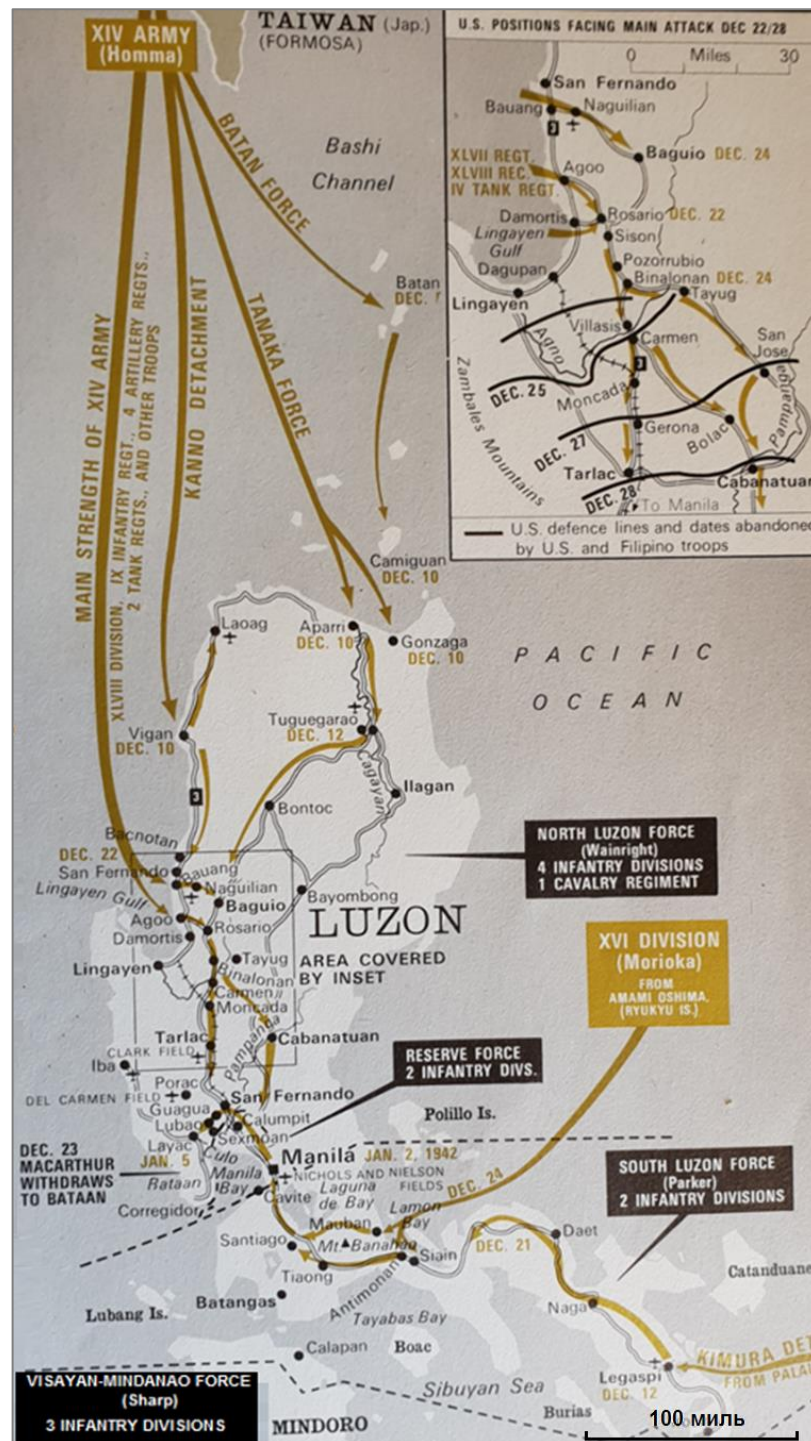 XIV ARMY
(Homma)
TAIWAN (Jap.)
(FORMOSA)
BATAN FORCE
Bashi
Channel
Batan
DEC.
MAIN STRENGTH OF XIV ARMY
XLVIII DIVISION, IX INFANTRY REGT., 4 ARTILLERY REGTS.,
2 TANK REGTS., AND OTHER TROOPS
KANNO DETACHMENT
TANAKA FORCE
Camiguan
DEC. 10
U.S. POSITIONS FACING MAIN ATTACK DEC 22/28
0 Miles 30
San Fernando
Bauang
Naguilian
3
Baguio DEC. 24
XLVII REGT.
XLVIII REC.
IV TANK REGT.
Agoo
Damortis
Rosario DEC. 22
Lingayen
Gulf
Sison
Dagupan
Pozorrubio
Binalonan DEC. 24
Tayug
Lingayen
Villasis
Agno
Carmen
San
Jose
DEC. 25
3
Moncada
Zambales Mountains
Pampanga
DEC. 27
Gerona
Bolac
Tarlac
DEC. 28
Cabanatuan
To Manila
U.S. defence lines and dates abandoned
by U.S. and Filipino troops
Laoag
Aparri
DEC. 10
Gonzaga
DEC. 10
PACIFIC
OCEAN
Vigan
DEC. 10
Tuguegarao
DEC. 12
Cagayan
3
Ilagan
Bontoc
Bacnotan
DEC. 22
San Fernando
Bauang
Naguilian
Lingayen Gulf
Baguio
Bayombong
Agoo
Rosario
Damortis
LUZON
Lingayen
Tayug
Binalonan
AREA COVERED
BY INSET
Carmen
Moncada
Pampanga
Tarlac
Cabanatuan
CLARK FIELD
Iba
Porac
DEL CARMEN FIELD
San Fernando
Guagua
Lubao
Calumpit
Sexmoan
Layac
JAN. 5
Culo
DEC. 23
MACARTHUR
WITHDRAWS
TO BATAAN
Bataan
Manila
Bay
Manila JAN. 2, 1942
NICHOLS AND NIELSON
FIELDS
Corregidor
Cavite
Laguna
de Bay
NORTH LUZON FORCE
(Wainright)
4 INFANTRY DIVISIONS
1 CAVALRY REGIMENT
XVI DIVISION
(Morioka)
FROM
AMAMI OSHIMA,
(RYUKYU IS.)
RESERVE FORCE
2 INFANTRY DIVS.
Polillo Is.
SOUTH LUZON FORCE
(Parker)
2 INFANTRY DIVISIONS
DEC. 24
Lamon
Bay
Mauban
Santiago
Mt. Banahao
Siain
DEC. 21
Daet
Tiaong
Antimonan
Catanduane
Batangas
Tayabas Bay
Naga
Lubang Is.
Calapan
Boac
Legaspi
DEC. 12
KIMURA DE
FROM PALA
Sibuyan Sea
VISAYAN-MINDANAO FORCE
(Sharp)
3 INFANTRY DIVISIONS
MINDORO
Burias
100 миль